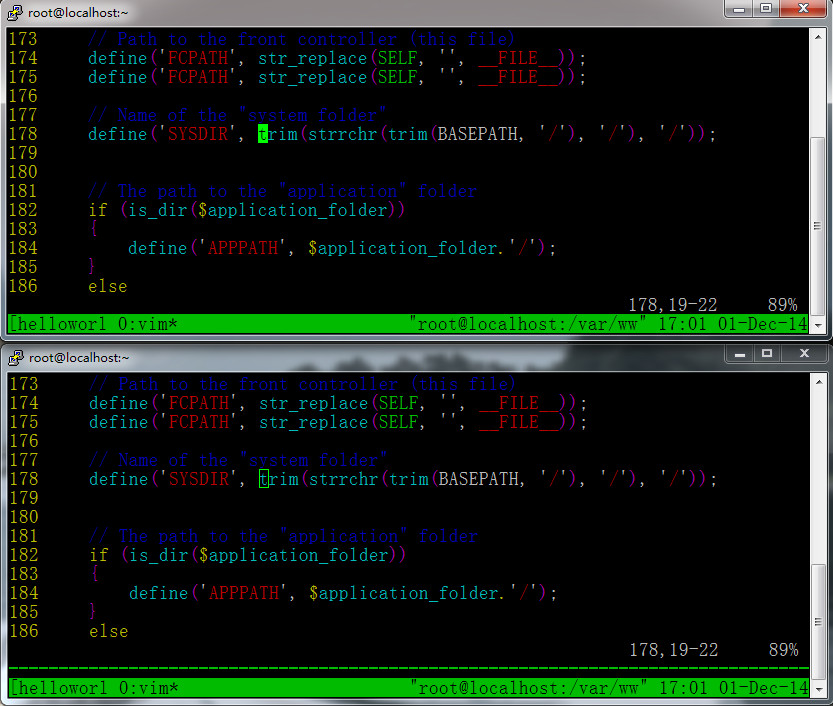 root@localhost:~
173     // Path to the front controller (this file)
174     define('FCPATH', str_replace(SELF, '', __FILE__));
175     define('FCPATH', str_replace(SELF, '', __FILE__));
176
177     // Name of the "system folder"
178     define('SYSDIR', trim(strrchr(trim(BASEPATH, '/'), '/'), '/'));
179
180
181     // The path to the "application" folder
182     if (is_dir($application_folder))
183     {
184         define('APPPATH', $application_folder.'/');
185     }
186     else
178,19-22     89%
[helloworl 0:vim*     "root@localhost:/var/ww" 17:01 01-Dec-14
root@localhost:~
173     // Path to the front controller (this file)
174     define('FCPATH', str_replace(SELF, '', __FILE__));
175     define('FCPATH', str_replace(SELF, '', __FILE__));
176
177     // Name of the "system folder"
178     define('SYSDIR', trim(strrchr(trim(BASEPATH, '/'), '/'), '/'));
179
180
181     // The path to the "application" folder
182     if (is_dir($application_folder))
183     {
184         define('APPPATH', $application_folder.'/');
185     }
186     else
178,19-22     89%
[helloworl 0:vim*     "root@localhost:/var/ww" 17:01 01-Dec-14